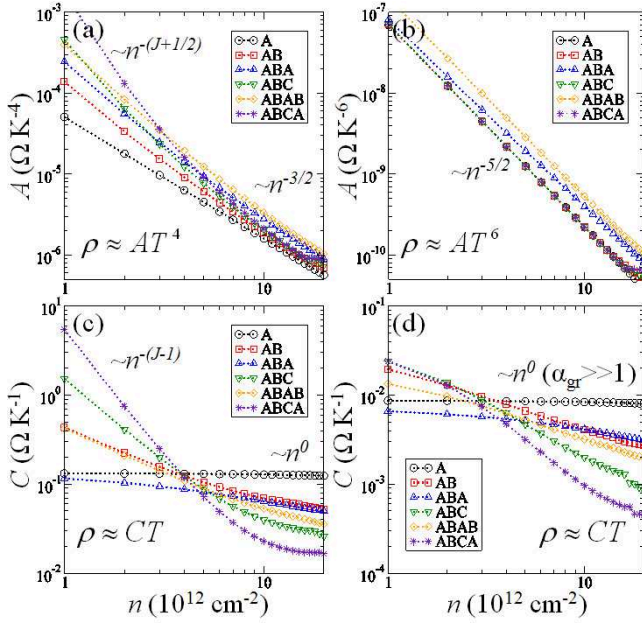 (a)
~n^-(J+1/2)
A
AB
ABA
ABC
ABAB
ABCA
10^-4
10^-5
10^-6
A (Ω K^-4)
~n^-3/2
ρ ≈ AT^4
1
10
(b)
A
AB
ABA
ABC
ABAB
ABCA
10^-7
10^-8
10^-9
10^-10
A (Ω K^-6)
~n^-5/2
ρ ≈ AT^6
1
10
(c)
~n^-(J-1)
A
AB
ABA
ABC
ABAB
ABCA
10^1
10^0
10^-1
10^-2
C (Ω K^-1)
~n^0
ρ ≈ CT
1
10
n (10^12 cm^-2)
(d)
~n^0 (α_gr>>1)
10^-1
10^-2
10^-3
10^-4
C (Ω K^-1)
A
AB
ABA
ABC
ABAB
ABCA
ρ ≈ CT
1
10
n (10^12 cm^-2)